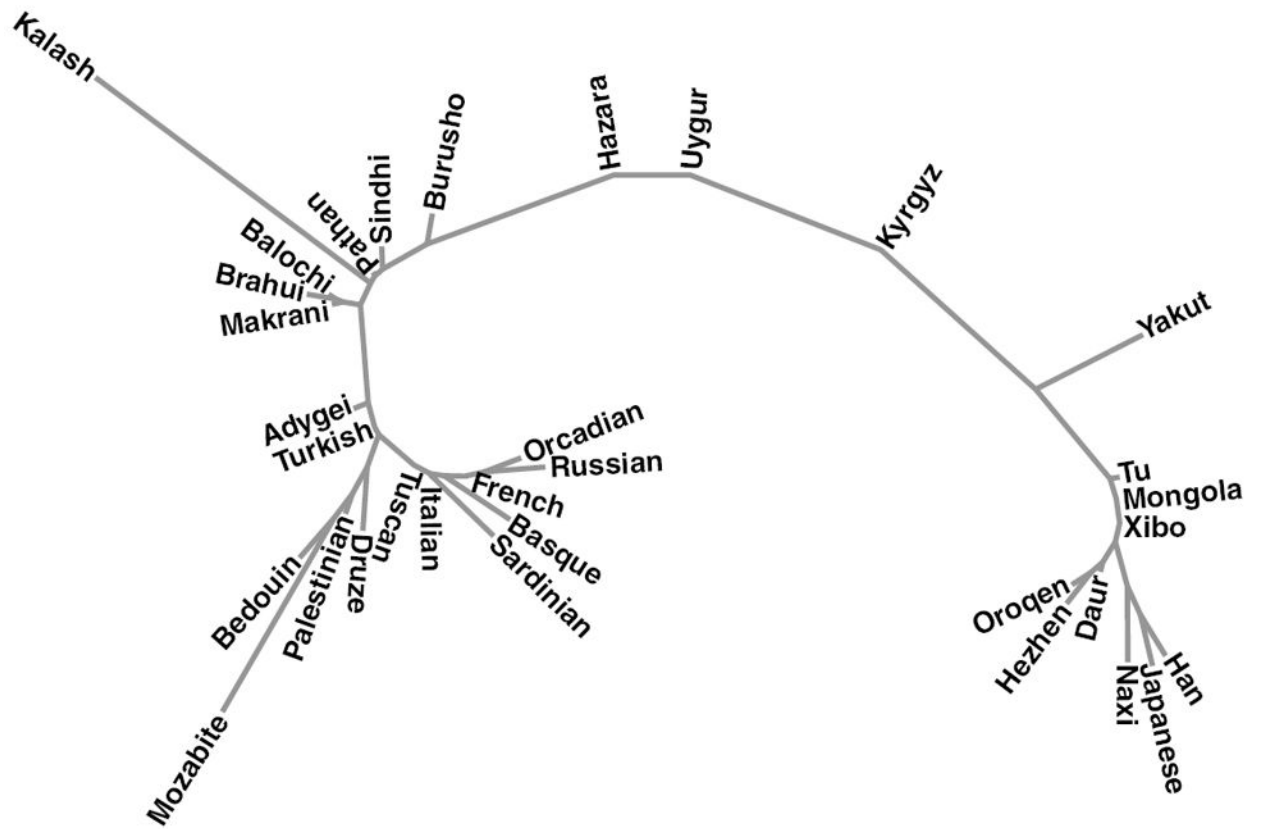 Kalash
Burusho
Hazara
Uygur
Kyrgyz
Sindhi
Pathan
Balochi
Brahui
Makrani
Yakut
Adygei
Turkish
Orcadian
Russian
French
Basque
Sardinian
Italian
Tuscan
Druze
Palestinian
Bedouin
Mozabite
Tu
Mongola
Xibo
Oroqen
Hezhen
Daur
Naxi
Japanese
Han